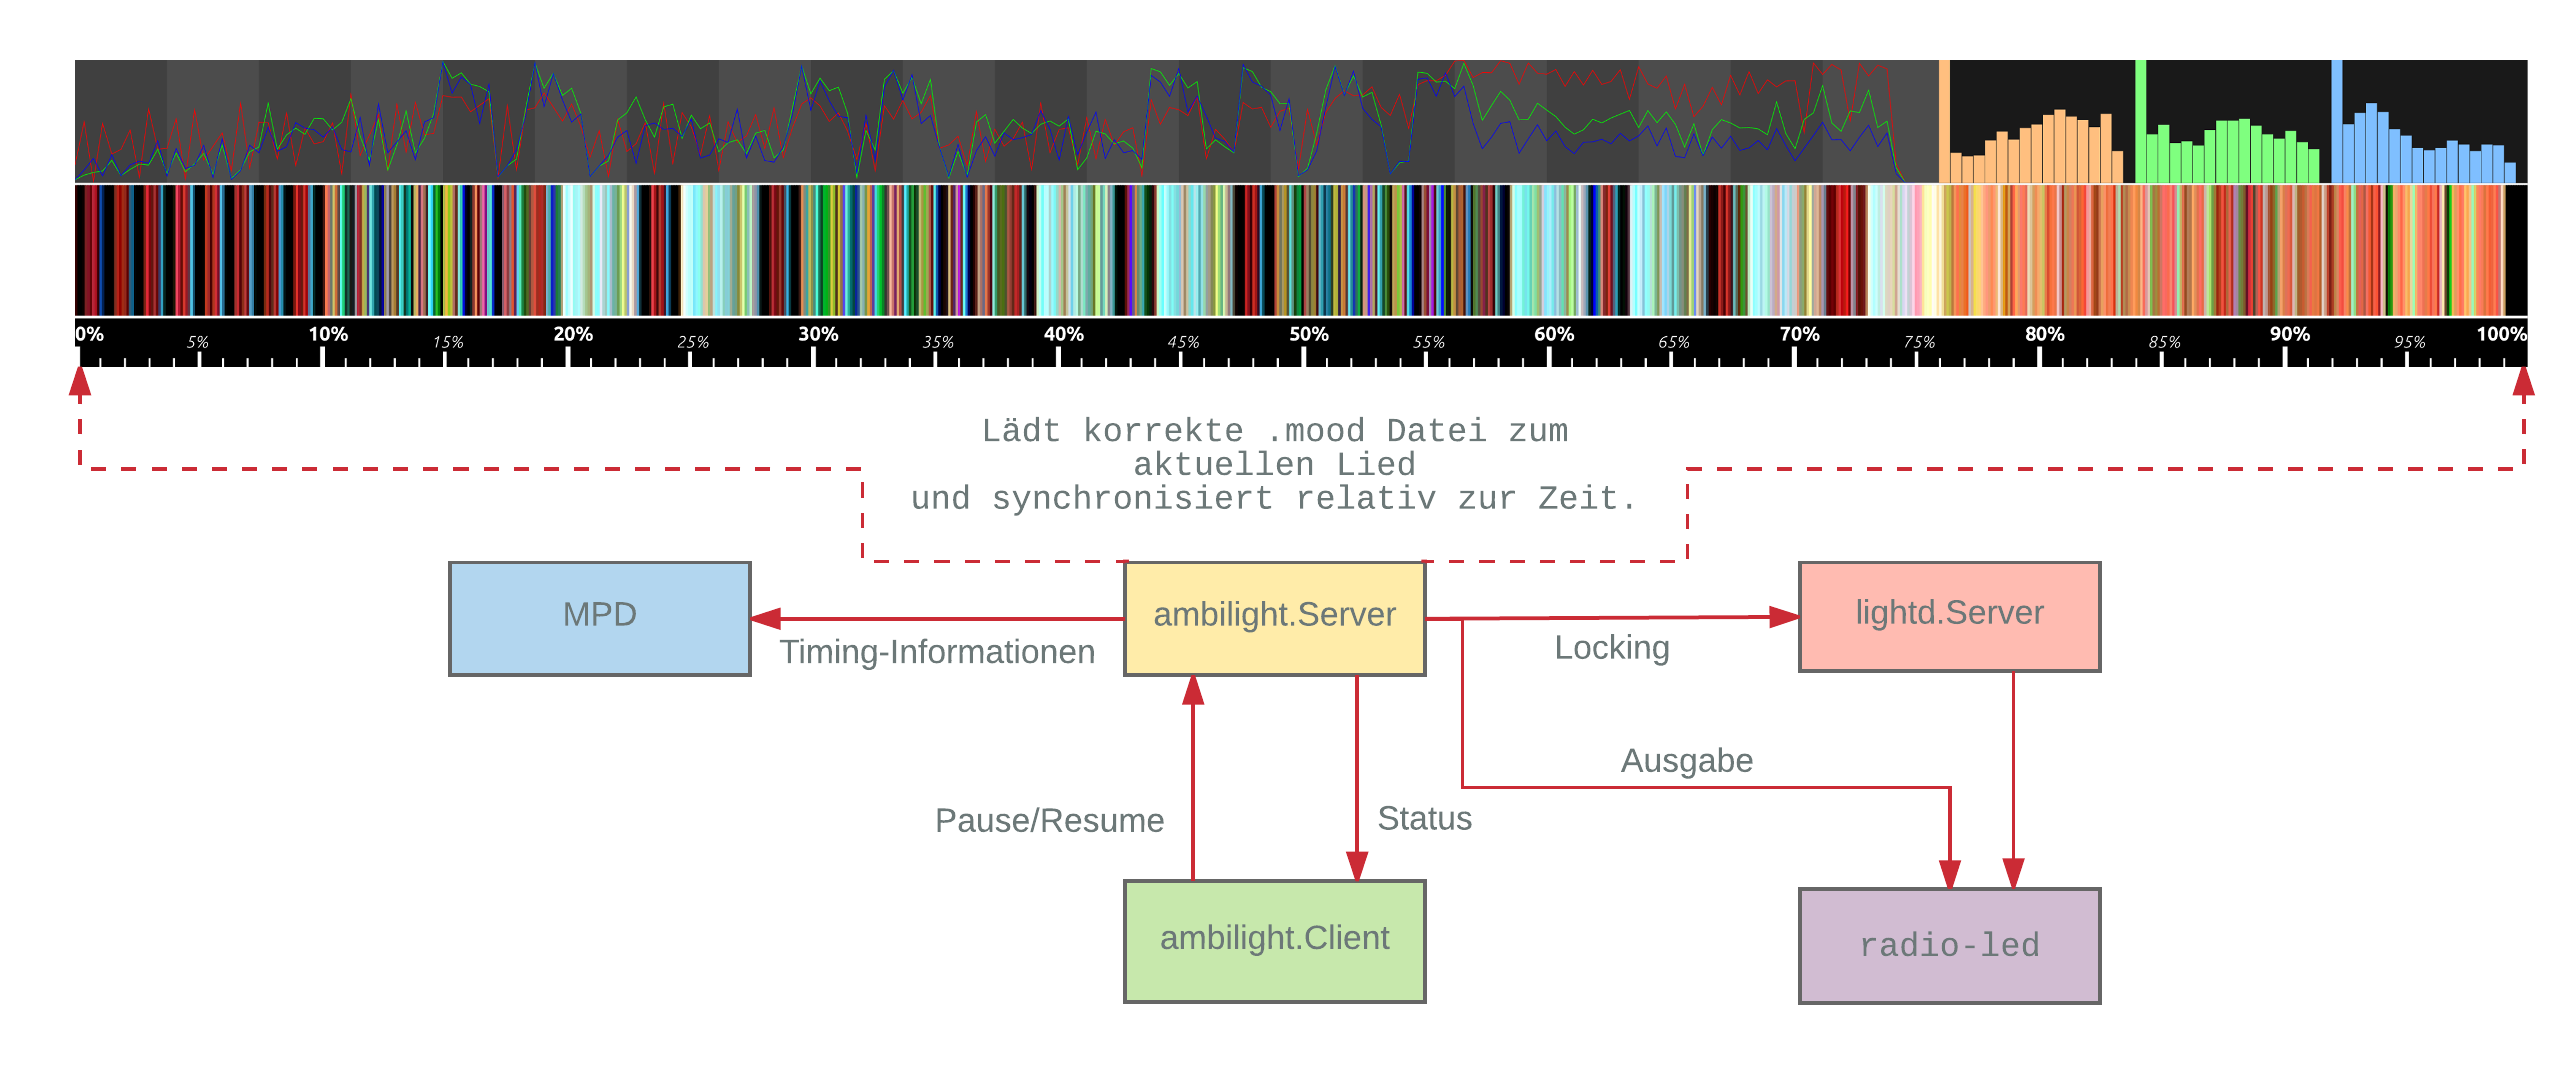 0% 5% 10% 15% 20% 25% 30% 35% 40% 45% 50% 55% 60% 65% 70% 75% 80% 85% 90% 95% 100%
Lädt korrekte .mood Datei zum
aktuellen Lied
und synchronisiert relativ zur Zeit.
MPD
ambilight.Server
lightd.Server
Timing-Informationen
Locking
Ausgabe
Pause/Resume
Status
ambilight.Client
radio-led